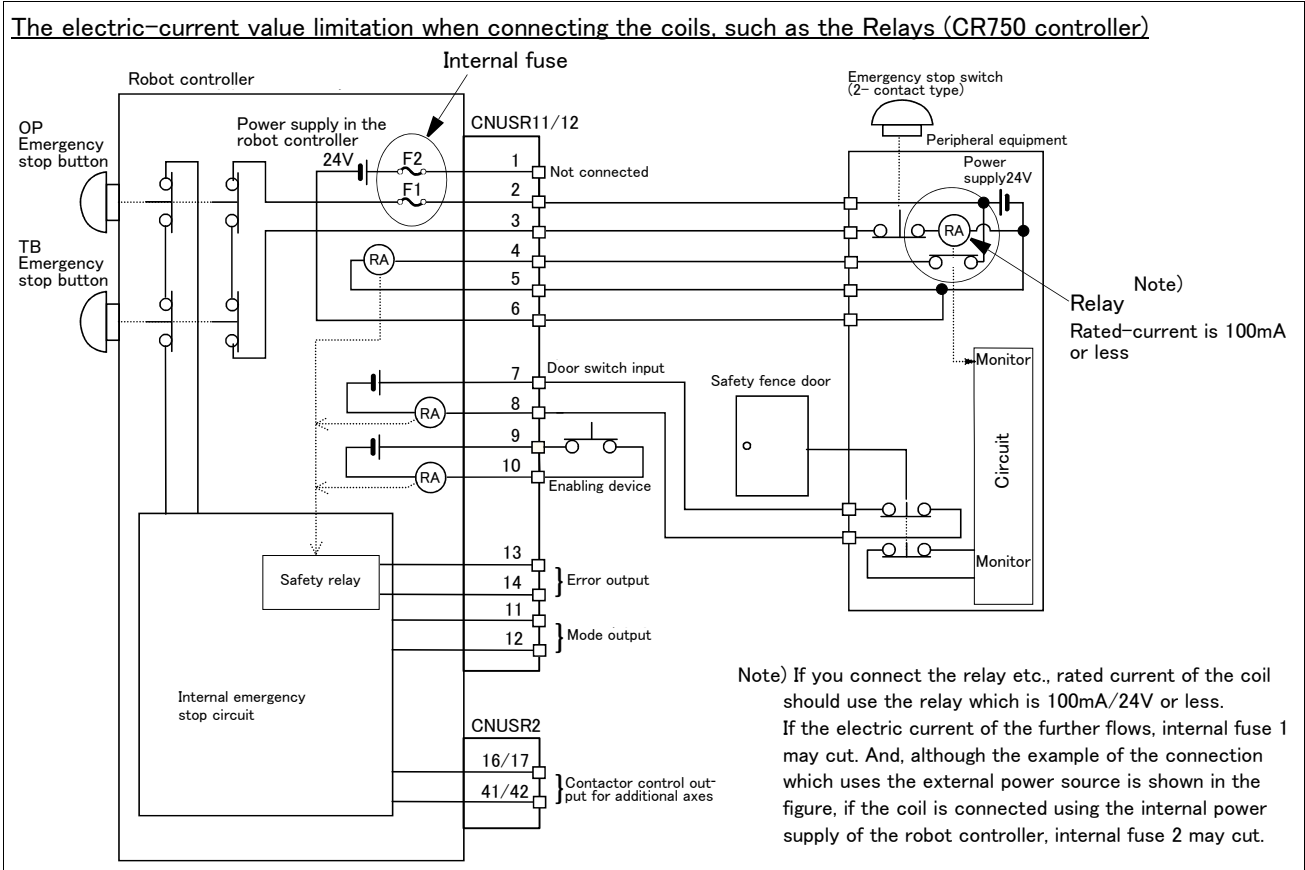 The electric-current value limitation when connecting the coils, such as the Relays (CR750 controller)
Internal fuse
Robot controller
OP
Emergency
stop button
Power supply in the
robot controller
24V
F2
F1
CNUSR11/12
1
Not connected
2
3
4
5
6
RA
TB
Emergency
stop button
Emergency stop switch
(2- contact type)
Peripheral equipment
Power
supply24V
RA
Note)
Relay
Rated-current is 100mA
or less
7
Door switch input
8
RA
9
10
RA
Enabling device
Safety fence door
Monitor
Circuit
Monitor
Safety relay
13
14
Error output
11
12
Mode output
Internal emergency
stop circuit
CNUSR2
16/17
41/42
Contactor control out-
put for additional axes
Note) If you connect the relay etc., rated current of the coil
should use the relay which is 100mA/24V or less.
If the electric current of the further flows, internal fuse 1
may cut. And, although the example of the connection
which uses the external power source is shown in the
figure, if the coil is connected using the internal power
supply of the robot controller, internal fuse 2 may cut.